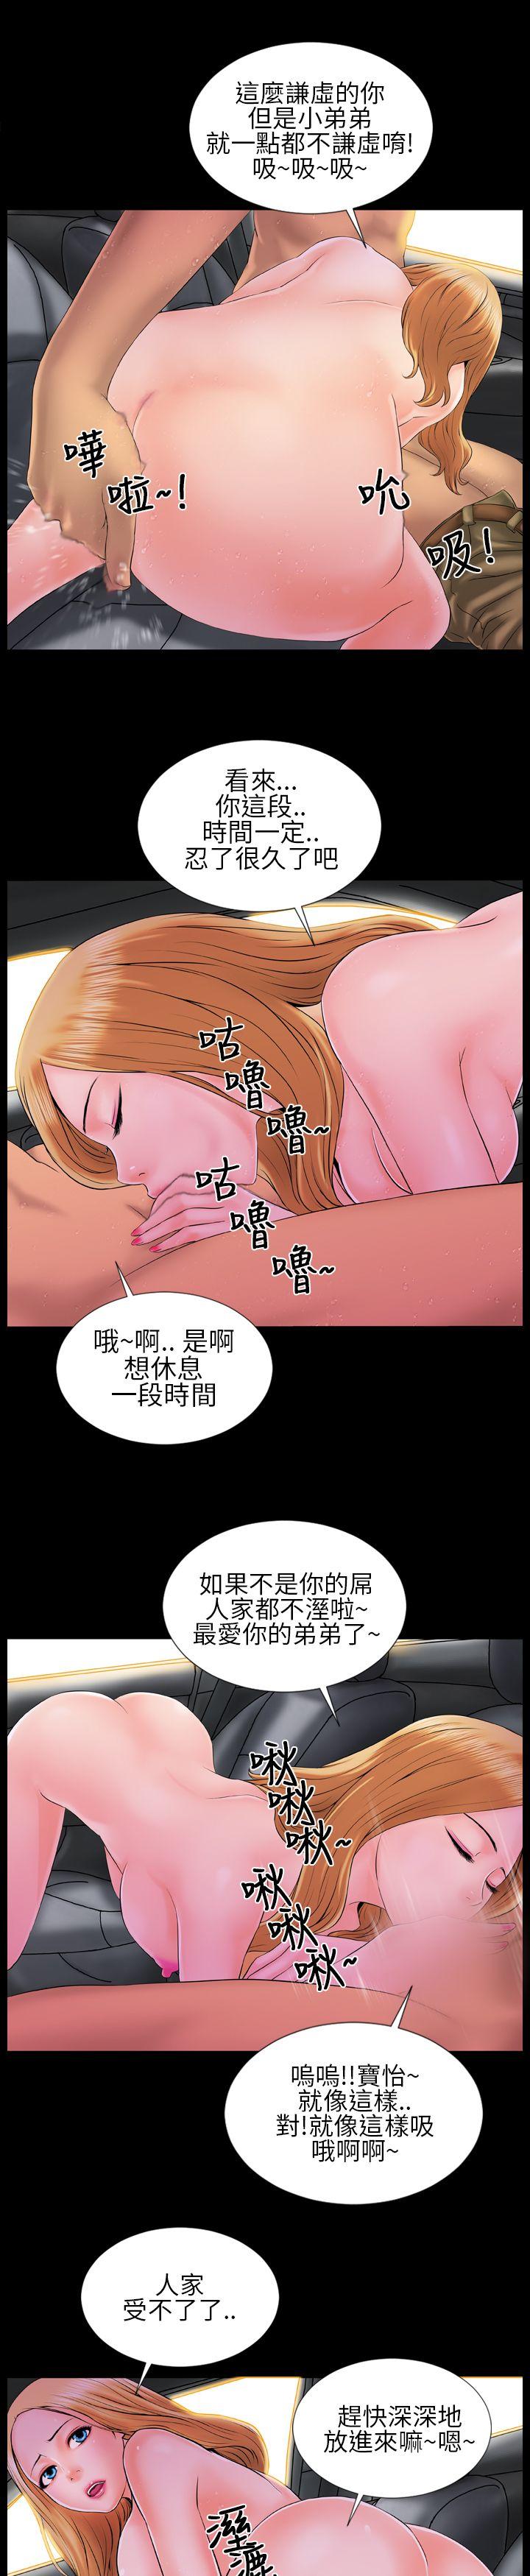 這麼謙虛的你
但是小弟弟
就一點都不謙虛唷!
吸~吸~吸~
嘩
啦~!
吮
吸!
看來...
你這段..
時間一定..
忍了很久了吧
咕
嚕
嚕~
咕
嚕
嚕~
哦~啊.. 是啊
想休息
一段時間
如果不是你的屌
人家都不溼啦~
最愛你的弟弟了~
啾
啾
啾~
啾
啾
啾~
嗚嗚!!寶怡~
就像這樣..
對!就像這樣吸
哦啊啊~
人家
受不了了..
趕快深深地
放進來嘛~嗯~
溼
漉